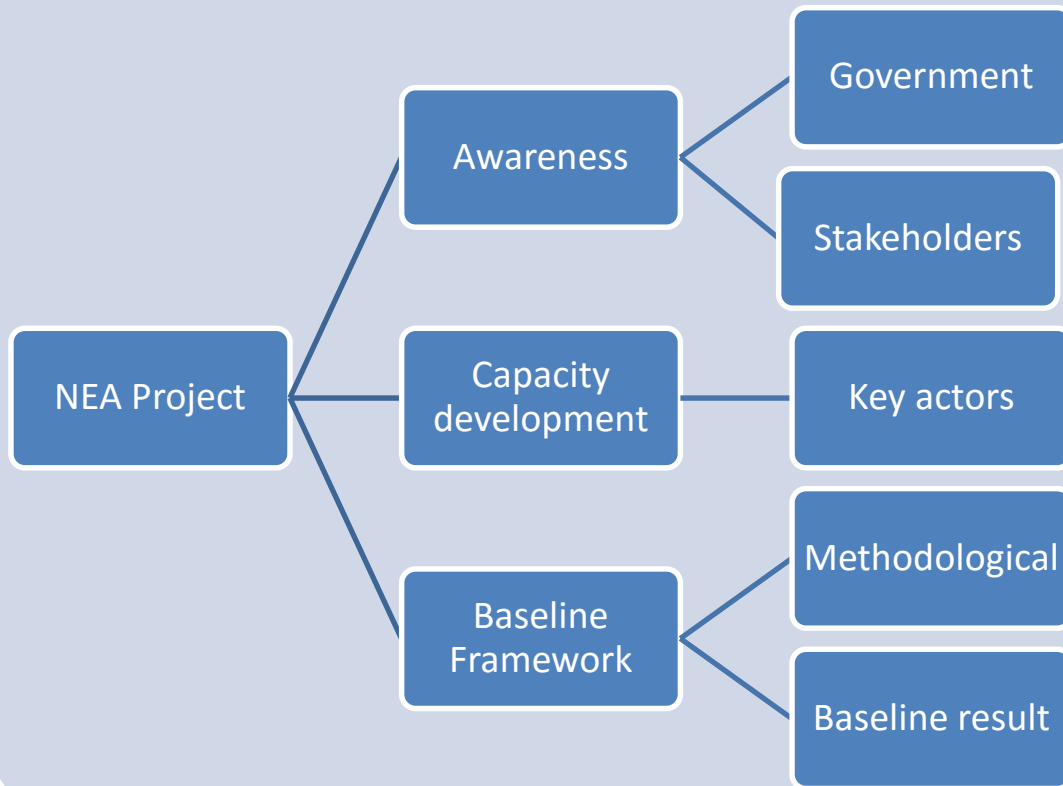 NEA Project
Awareness
Government
Stakeholders
Capacity
development
Key actors
Baseline
Framework
Methodological
Baseline result